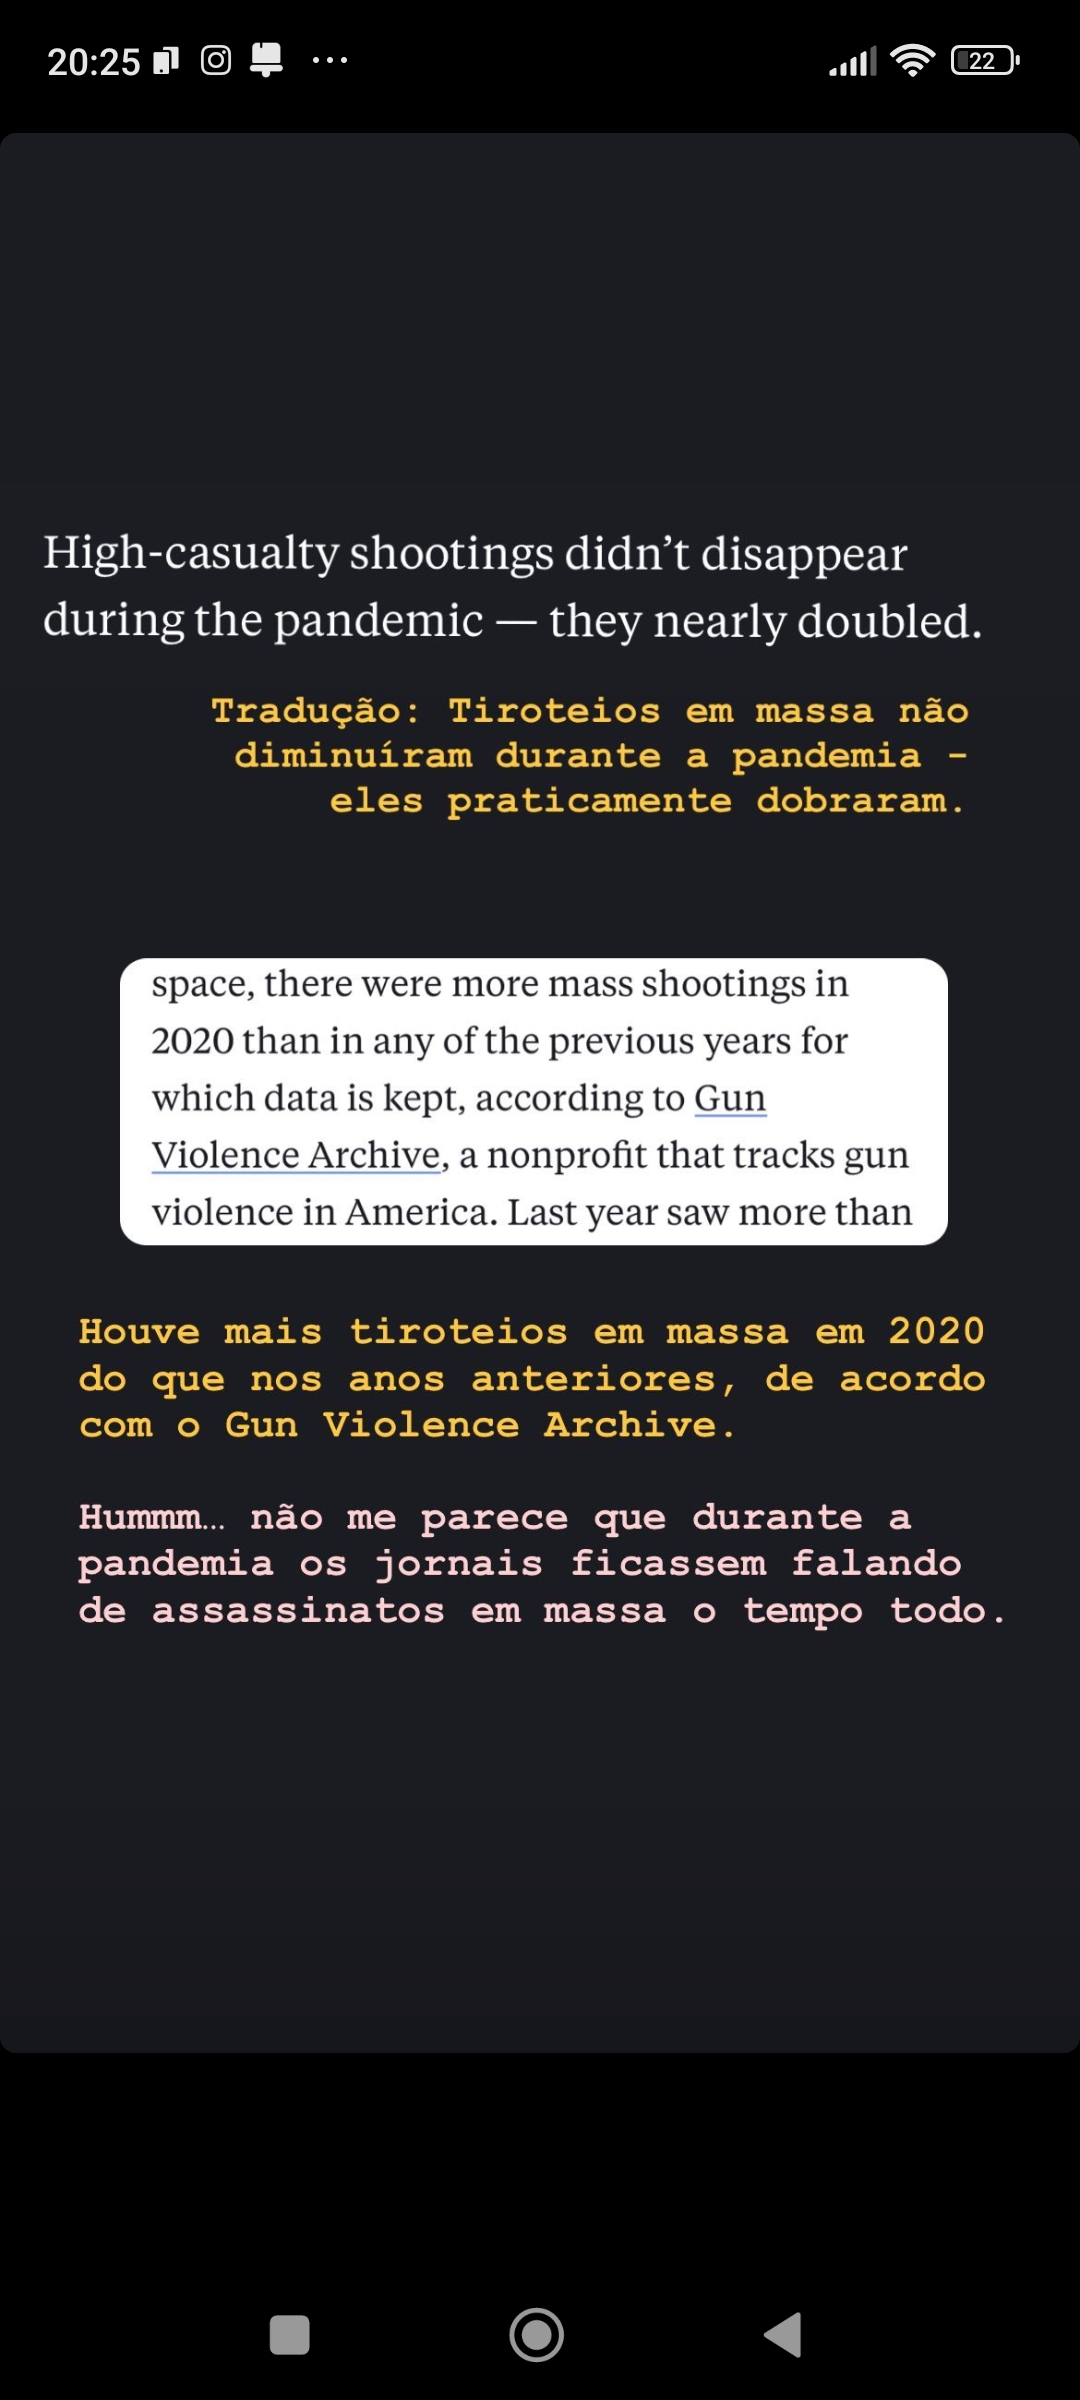 20:25
22
High-casualty shootings didn’t disappear
during the pandemic — they nearly doubled.
Tradução: Tiroteios em massa não
diminuíram durante a pandemia -
eles praticamente dobraram.
space, there were more mass shootings in
2020 than in any of the previous years for
which data is kept, according to Gun
Violence Archive, a nonprofit that tracks gun
violence in America. Last year saw more than
Houve mais tiroteios em massa em 2020
do que nos anos anteriores, de acordo
com o Gun Violence Archive.
Hummm… não me parece que durante a
pandemia os jornais ficassem falando
de assassinatos em massa o tempo todo.